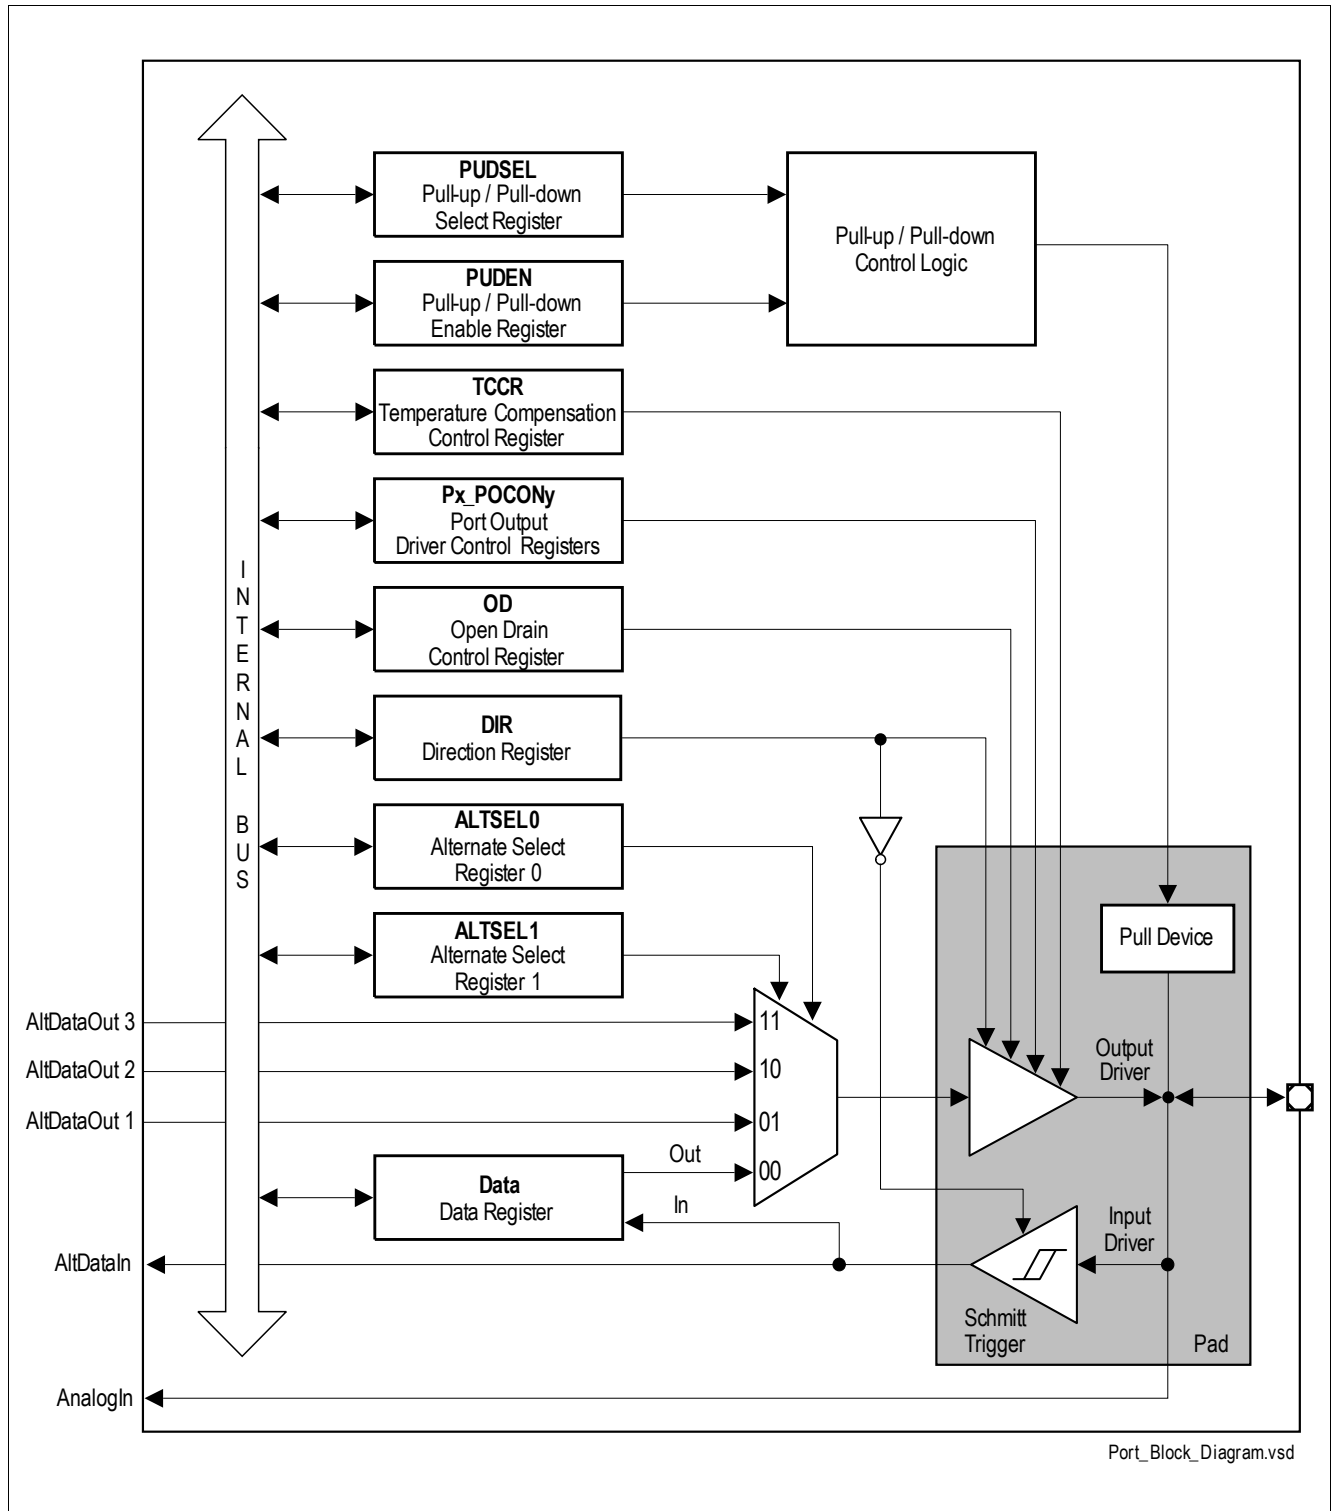 PUDSEL
Pull-up / Pull-down
Select Register
Pull-up / Pull-down
Control Logic
PUDEN
Pull-up / Pull-down
Enable Register
TCCR
Temperature Compensation
Control Register
Px_POCONy
Port Output
Driver Control Registers
I
N
T
E
R
N
A
L
B
U
S
OD
Open Drain
Control Register
DIR
Direction Register
ALTSEL0
Alternate Select
Register 0
ALTSEL1
Alternate Select
Register 1
Pull Device
AltDataOut 3
11
AltDataOut 2
10
Output
Driver
AltDataOut 1
01
Out
00
Data
Data Register
In
Input
Driver
AltDataIn
Schmitt
Trigger
Pad
AnalogIn
Port_Block_Diagram.vsd